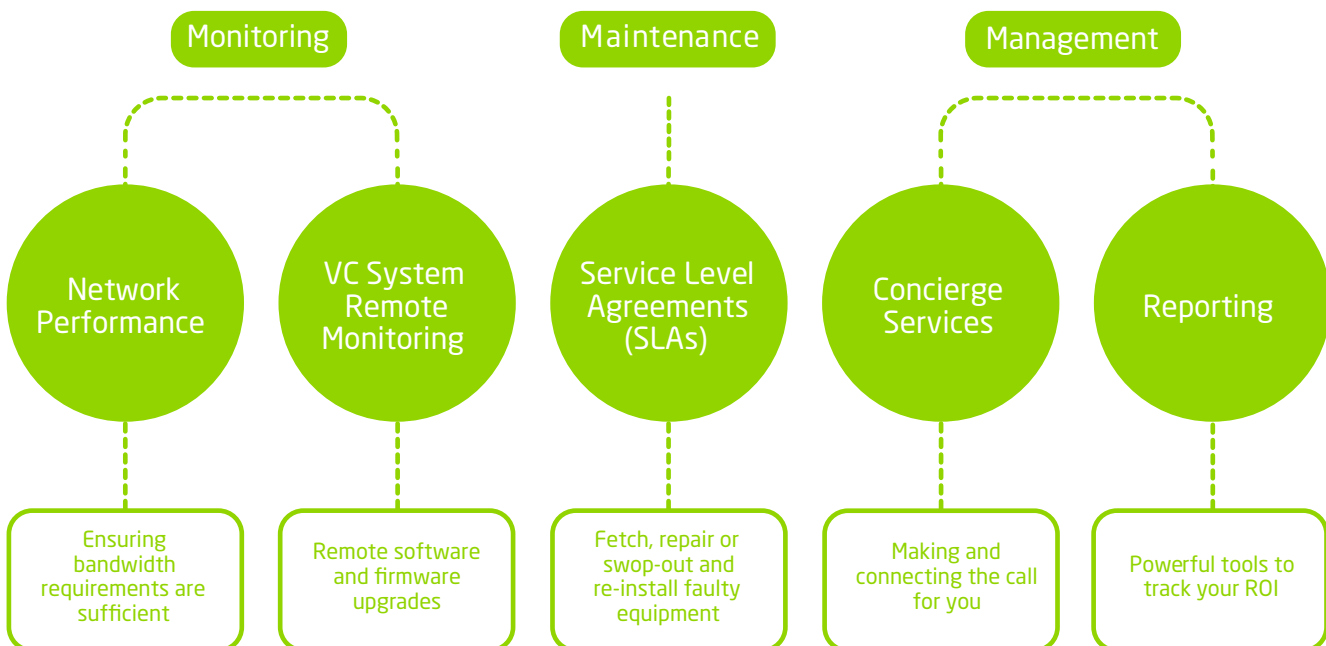 Monitoring
Maintenance
Management
Network
Performance
VC System
Remote
Monitoring
Service Level
Agreements
(SLAs)
Concierge
Services
Reporting
Ensuring
bandwidth
requirements are
sufficient
Remote software
and firmware
upgrades
Fetch, repair or
swop-out and
re-install faulty
equipment
Making and
connecting the call
for you
Powerful tools to
track your ROI